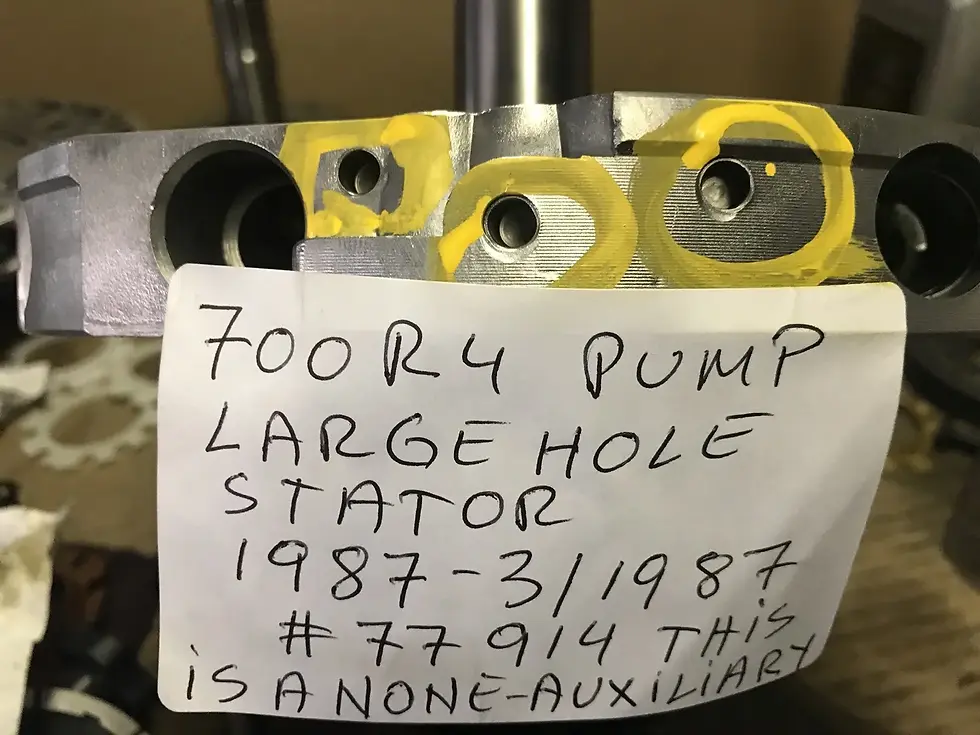 700R4 PUMP
LARGE HOLE
STATOR
1987-3/1987
#77914 THiS
iS A NONE-AUXiLiARY